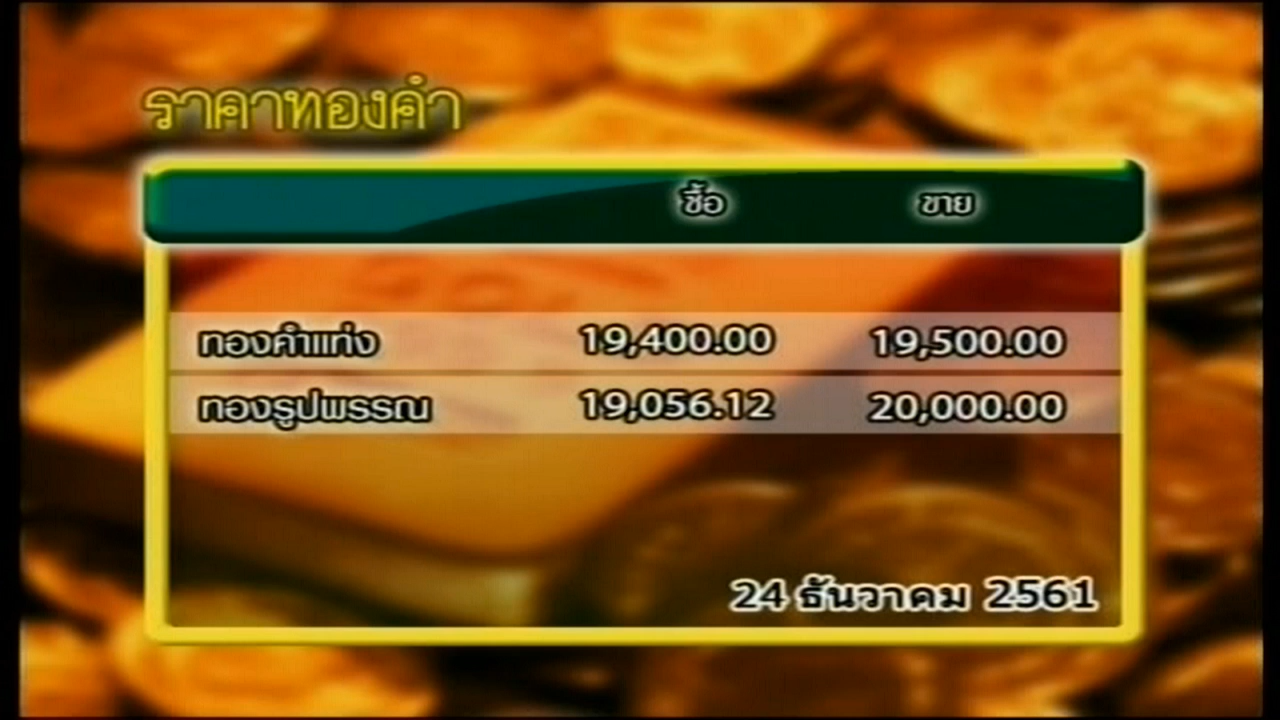 ราคาทองคำ
ซื้อ ขาย
ทองคำแท่ง 19,400.00 19,500.00
ทองรูปพรรณ 19,056.12 20,000.00
24 ธันวาคม 2561